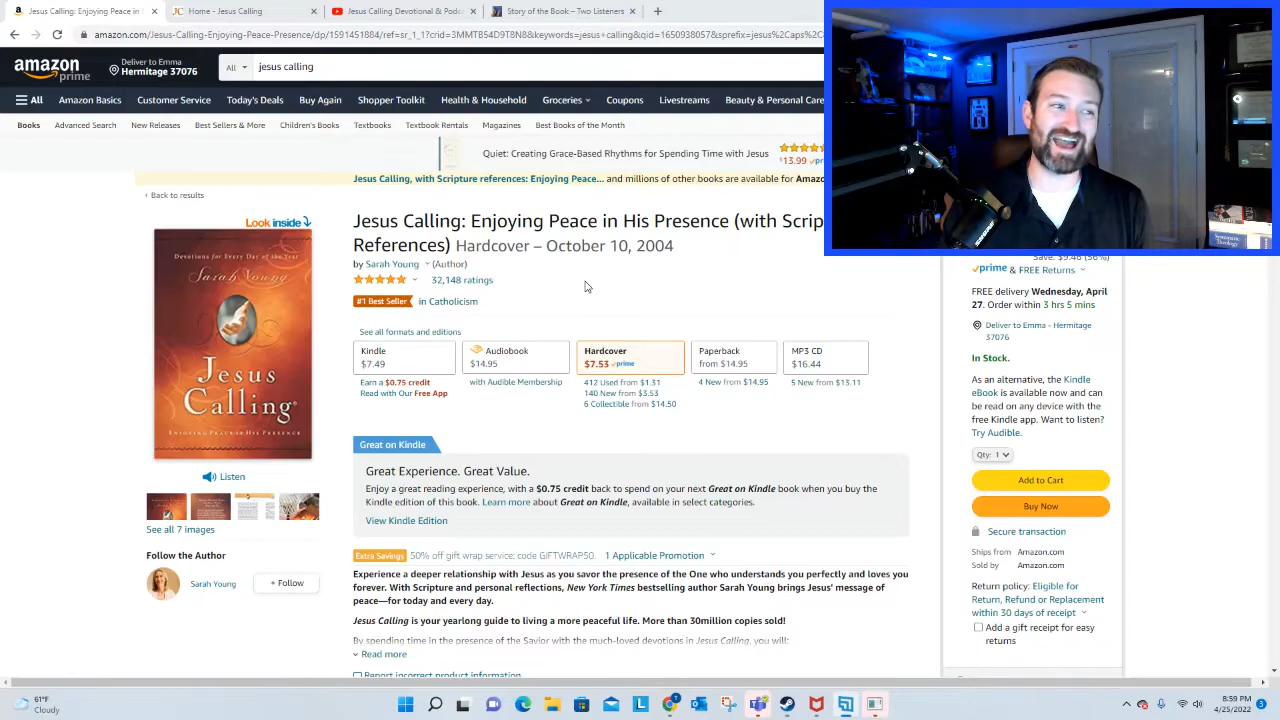 Jesus Calling: Enjoying Peace in
Home - Jesus Calling
Jesus Calling Devotional & Podc
Story of the Book – Two Listeners
amazon.com/Jesus-Calling-Enjoying-Peace-Presence/dp/1591451884/ref=sr_1_1?crid=3MMTB54D9T8N8&keywords=jesus+calling&qid=1650938057&sprefix=jesus%2Caps%2C
amazon prime
Deliver to Emma
Hermitage 37076
All
jesus calling
All
Amazon Basics
Customer Service
Today's Deals
Buy Again
Shopper Toolkit
Health & Household
Groceries
Coupons
Livestreams
Beauty & Personal Care
Books
Advanced Search
New Releases
Best Sellers & More
Children's Books
Textbooks
Textbook Rentals
Magazines
Best Books of the Month
Quiet: Creating Grace-Based Rhythms for Spending Time with Jesus
$13.99
Jesus Calling, with Scripture references: Enjoying Peace... and millions of other books are available for Amazo
‹ Back to results
Look inside
Devotions for Every Day of the Year
Sarah Young
Jesus
Calling
Enjoying Peace in His Presence
Listen
See all 7 images
Follow the Author
Sarah Young
+ Follow
Jesus Calling: Enjoying Peace in His Presence (with Scrip
References) Hardcover – October 10, 2004
by Sarah Young (Author)
32,148 ratings
#1 Best Seller in Catholicism
See all formats and editions
Kindle
$7.49
Audiobook
$14.95
Hardcover
$7.53 prime
Paperback
from $14.95
MP3 CD
$16.44
Earn a $0.75 credit
Read with Our Free App
with Audible Membership
412 Used from $1.31
140 New from $3.53
6 Collectible from $14.50
4 New from $14.95
5 New from $13.11
Great on Kindle
Great Experience. Great Value.
Enjoy a great reading experience, with a $0.75 credit back to spend on your next Great on Kindle book when you buy the
Kindle edition of this book. Learn more about Great on Kindle, available in select categories.
View Kindle Edition
Extra Savings 50% off gift wrap service: code GIFTWRAP50. 1 Applicable Promotion
Experience a deeper relationship with Jesus as you savor the presence of the One who understands you perfectly and loves you
forever. With Scripture and personal reflections, New York Times bestselling author Sarah Young brings Jesus' message of
peace—for today and every day.
Jesus Calling is your yearlong guide to living a more peaceful life. More than 30million copies sold!
By spending time in the presence of the Savior with the much-loved devotions in Jesus Calling, you will:
Read more
Report incorrect product information
Save: $9.46 (56%)
prime & FREE Returns
FREE delivery Wednesday, April
27. Order within 3 hrs 5 mins
Deliver to Emma - Hermitage
37076
In Stock.
As an alternative, the Kindle
eBook is available now and can
be read on any device with the
free Kindle app. Want to listen?
Try Audible.
Qty: 1
Add to Cart
Buy Now
Secure transaction
Ships from Amazon.com
Sold by Amazon.com
Return policy: Eligible for
Return, Refund or Replacement
within 30 days of receipt
Add a gift receipt for easy
returns
Systematic
Theology
61°F
Cloudy
8:59 PM
4/25/2022
3